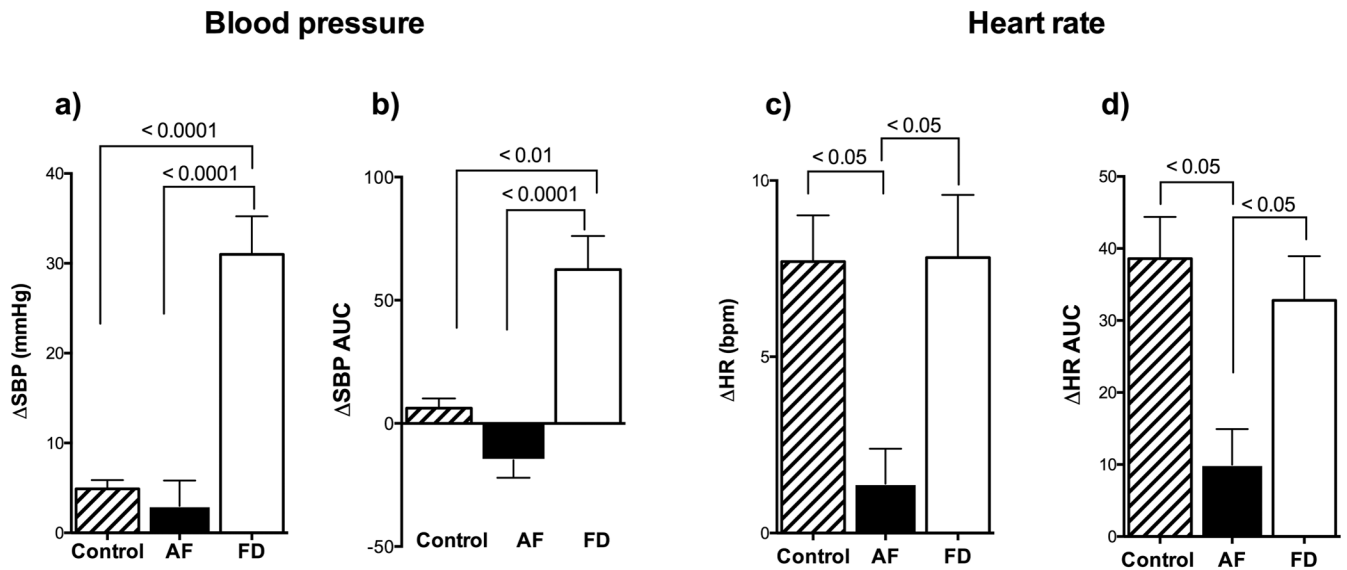 Blood pressure
Heart rate
a)
< 0.0001
< 0.0001
40
30
20
10
0
ΔSBP (mmHg)
Control AF FD
b)
< 0.01
< 0.0001
100
50
0
-50
ΔSBP AUC
Control AF FD
c)
< 0.05
< 0.05
10
5
0
ΔHR (bpm)
Control AF FD
d)
< 0.05
< 0.05
50
40
30
20
10
0
ΔHR AUC
Control AF FD